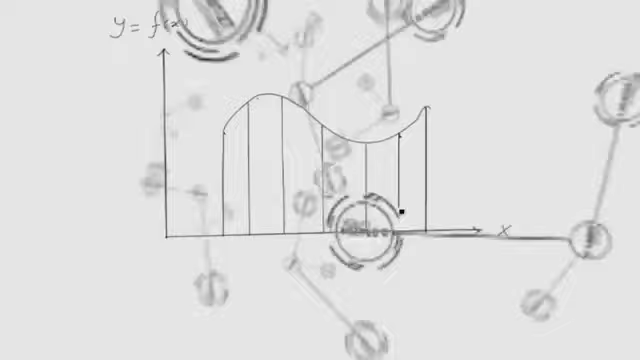 y = f(x)
x